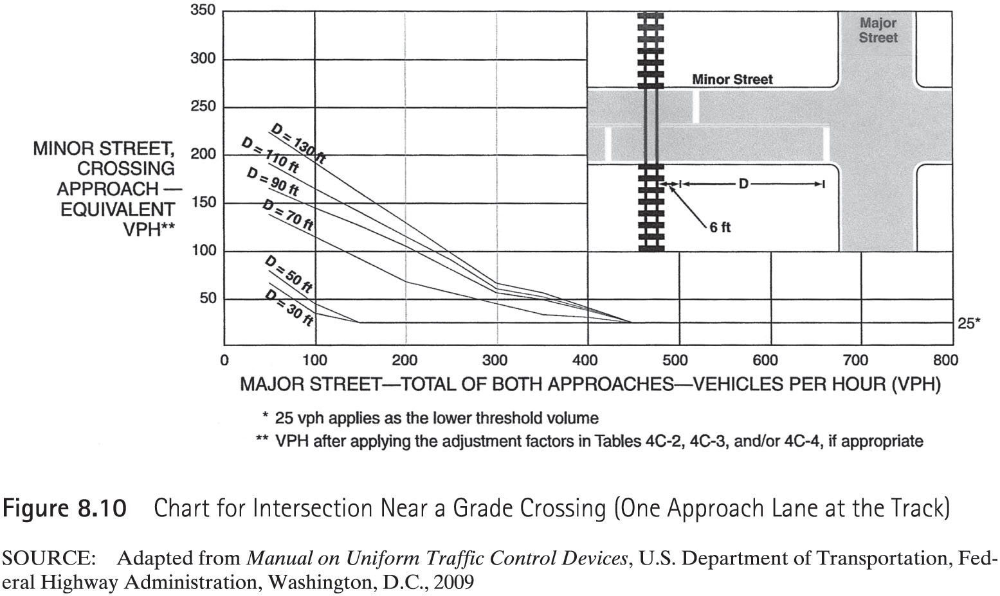 350
300
250
200
150
100
50
MINOR STREET,
CROSSING
APPROACH —
EQUIVALENT
VPH**
D = 130 ft
D = 110 ft
D = 90 ft
D = 70 ft
D = 50 ft
D = 30 ft
Major
Street
Minor Street
D
6 ft
25*
0 100 200 300 400 500 600 700 800
MAJOR STREET—TOTAL OF BOTH APPROACHES—VEHICLES PER HOUR (VPH)
* 25 vph applies as the lower threshold volume
** VPH after applying the adjustment factors in Tables 4C-2, 4C-3, and/or 4C-4, if appropriate
Figure 8.10 Chart for Intersection Near a Grade Crossing (One Approach Lane at the Track)
SOURCE: Adapted from Manual on Uniform Traffic Control Devices, U.S. Department of Transportation, Fed-
eral Highway Administration, Washington, D.C., 2009